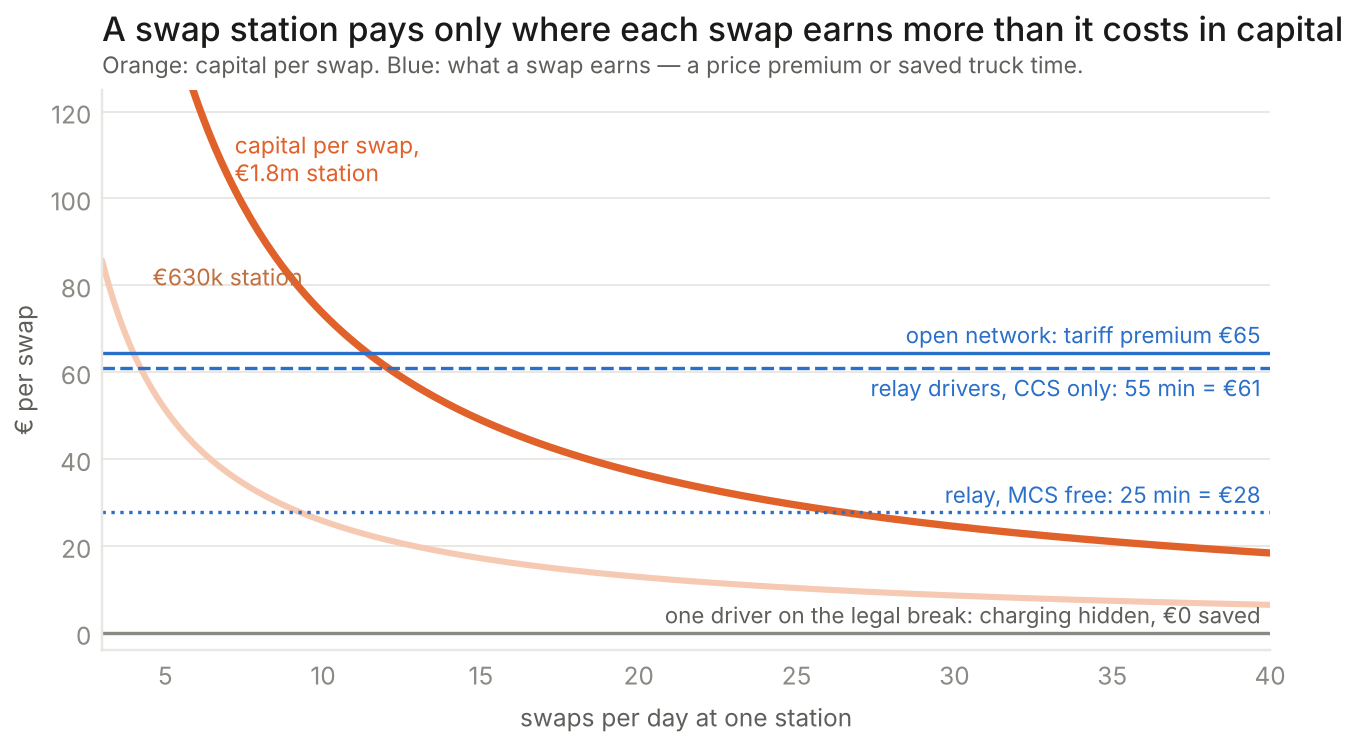 A swap station pays only where each swap earns more than it costs in capital
Orange: capital per swap. Blue: what a swap earns — a price premium or saved truck time.
120
100
80
60
40
20
0
€ per swap
capital per swap,
€1.8m station
€630k station
open network: tariff premium €65
relay drivers, CCS only: 55 min = €61
relay, MCS free: 25 min = €28
one driver on the legal break: charging hidden, €0 saved
5 10 15 20 25 30 35 40
swaps per day at one station